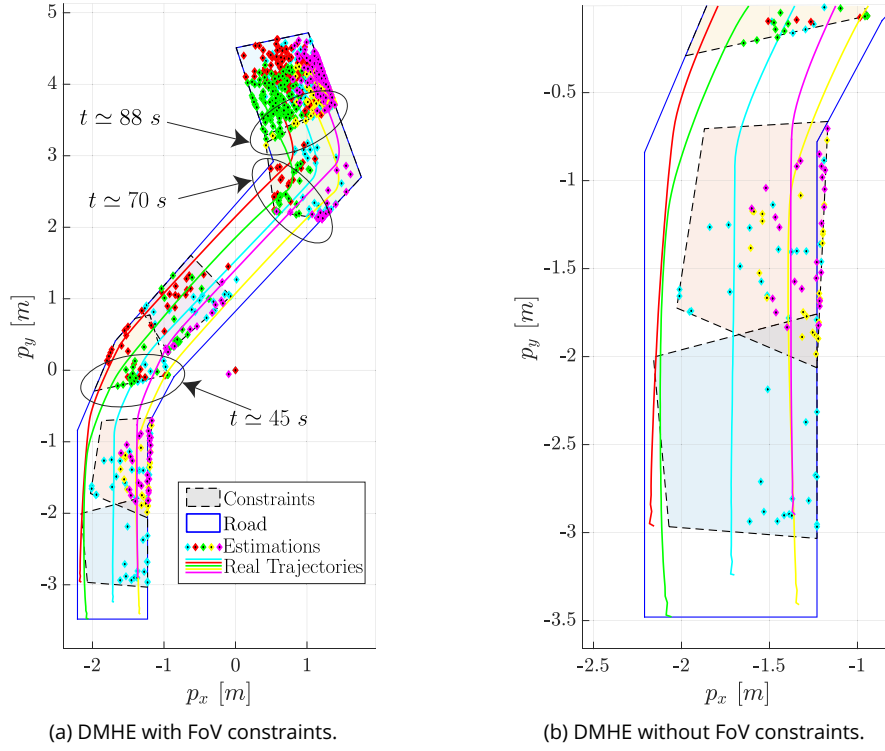 5
4
3
2
1
0
-1
-2
-3
p_y [m]
t ≃ 88 s
t ≃ 70 s
t ≃ 45 s
Constraints
Road
Estimations
Real Trajectories
-2 -1 0 1
p_x [m]
(a) DMHE with FoV constraints.
-0.5
-1
-1.5
-2
-2.5
-3
-3.5
p_y [m]
-2.5 -2 -1.5 -1
p_x [m]
(b) DMHE without FoV constraints.